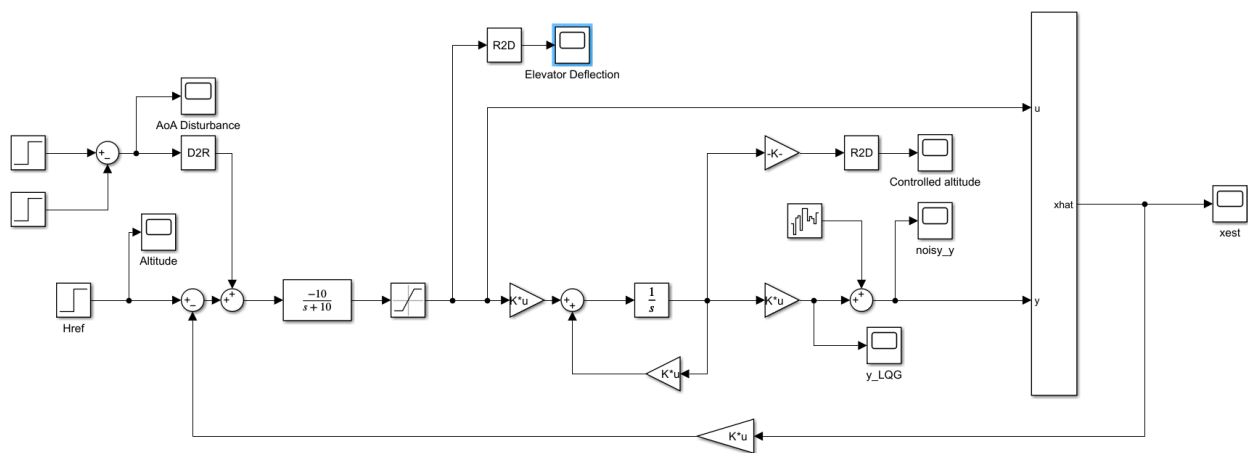 R2D
Elevator Deflection
AoA Disturbance
+
−
D2R
u
-K-
R2D
Controlled altitude
xhat
xest
noisy_y
Altitude
Href
+
−
+
+
-10
s+10
K*u
+
+
1
s
K*u
+
+
y
y_LQG
K*u
K*u